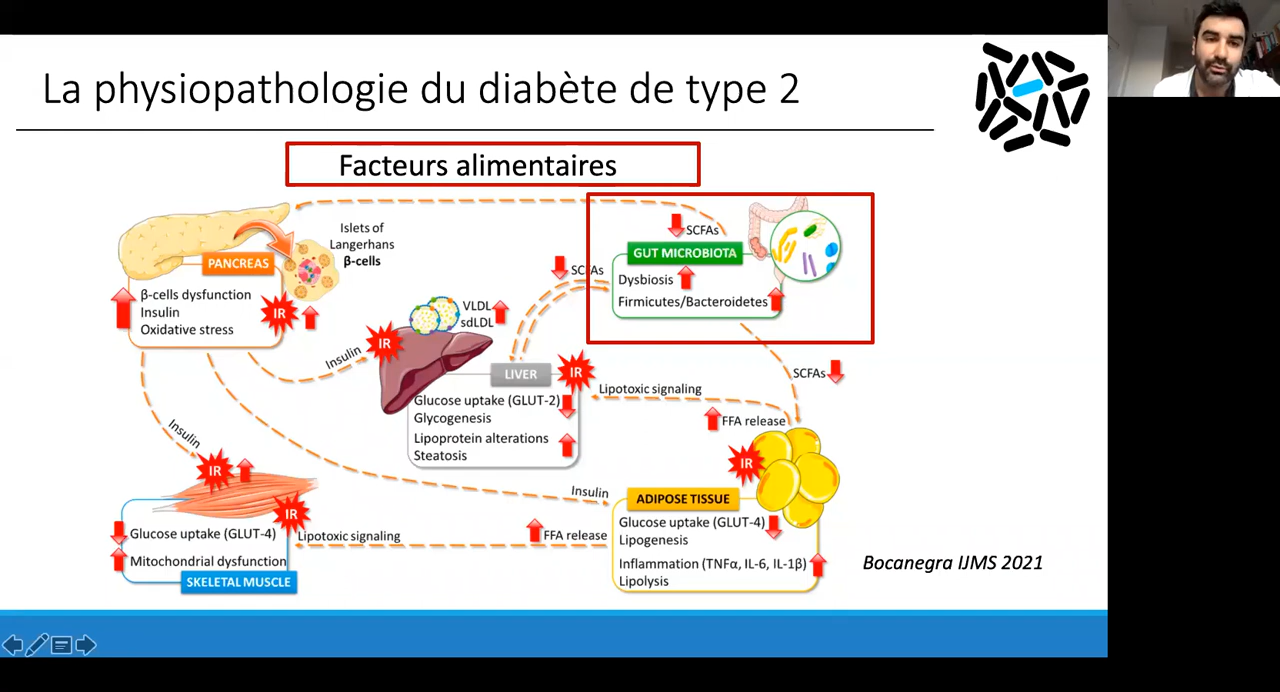 La physiopathologie du diabète de type 2
Facteurs alimentaires
SCFAs
GUT MICROBIOTA
Dysbiosis
Firmicutes/Bacteroidetes
Islets of
Langerhans
β-cells
PANCREAS
β-cells dysfunction
Insulin
Oxidative stress
IR
SCFAs
VLDL
sdLDL
IR
Insulin
LIVER
IR
Glucose uptake (GLUT-2)
Glycogenesis
Lipoprotein alterations
Steatosis
SCFAs
Lipotoxic signaling
FFA release
Insulin
IR
IR
Glucose uptake (GLUT-4)
Mitochondrial dysfunction
SKELETAL MUSCLE
Lipotoxic signaling
FFA release
Insulin
IR
ADIPOSE TISSUE
Glucose uptake (GLUT-4)
Lipogenesis
Inflammation (TNFα, IL-6, IL-1β)
Lipolysis
Bocanegra IJMS 2021